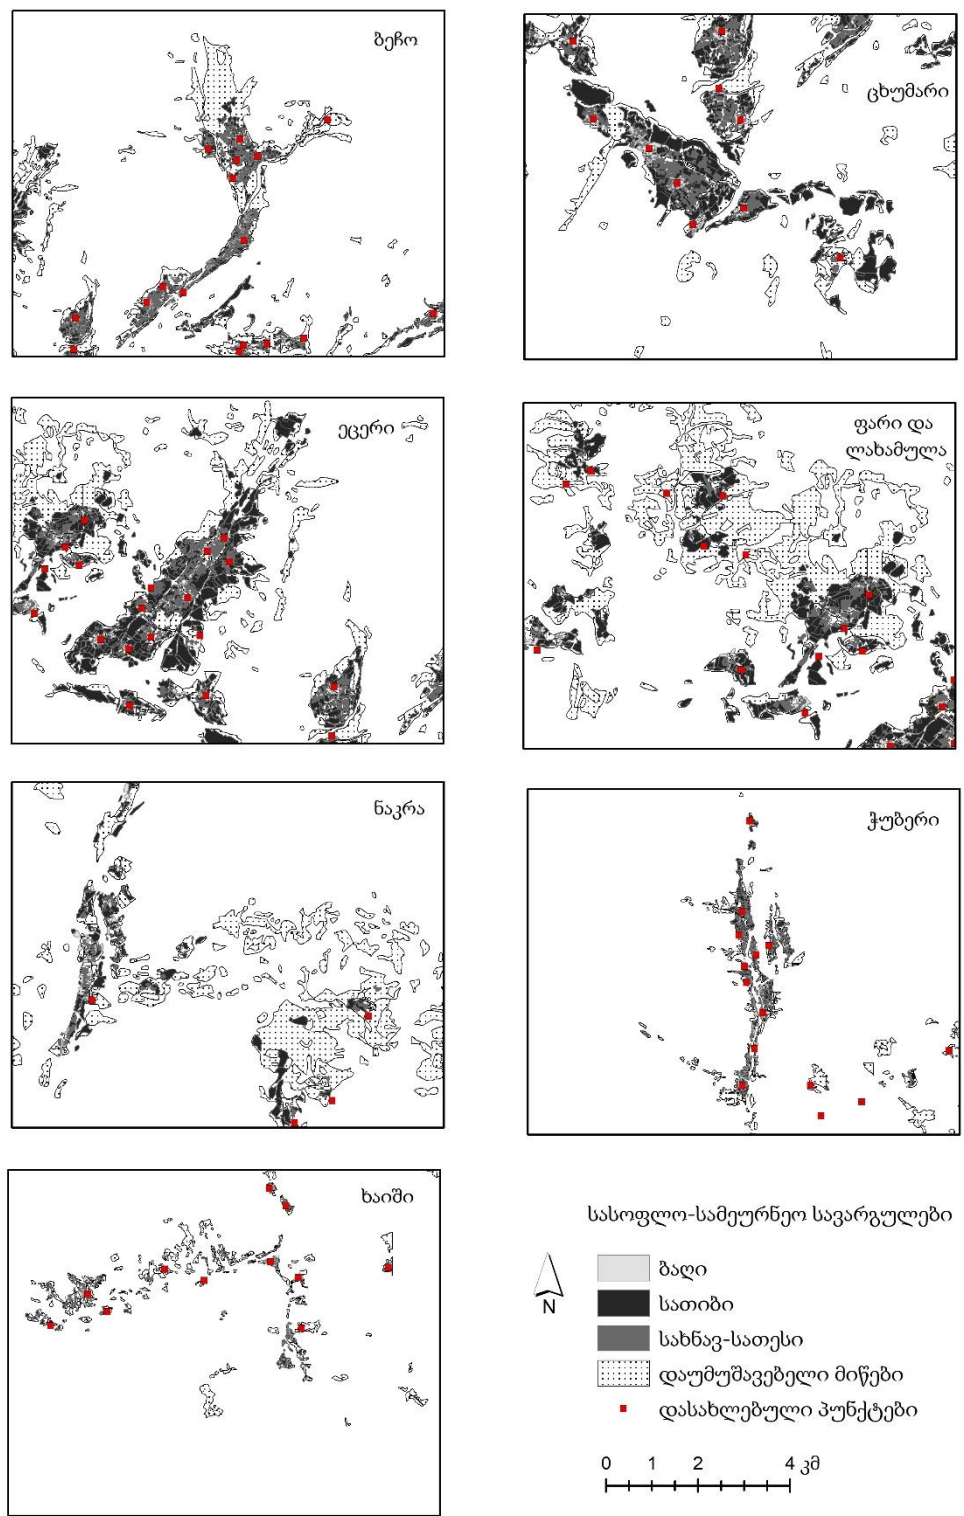 ბეჩო
ცხუმარი
ეცერი
ფარი და
ლახამულა
ნაკრა
ჭუბერი
ხაიში
სასოფლო-სამეურნეო სავარგულები
ბაღი
სათიბი
სახნავ-სათესი
დაუმუშავებელი მიწები
დასახლებული პუნქტები
N
0 1 2 4 კმ